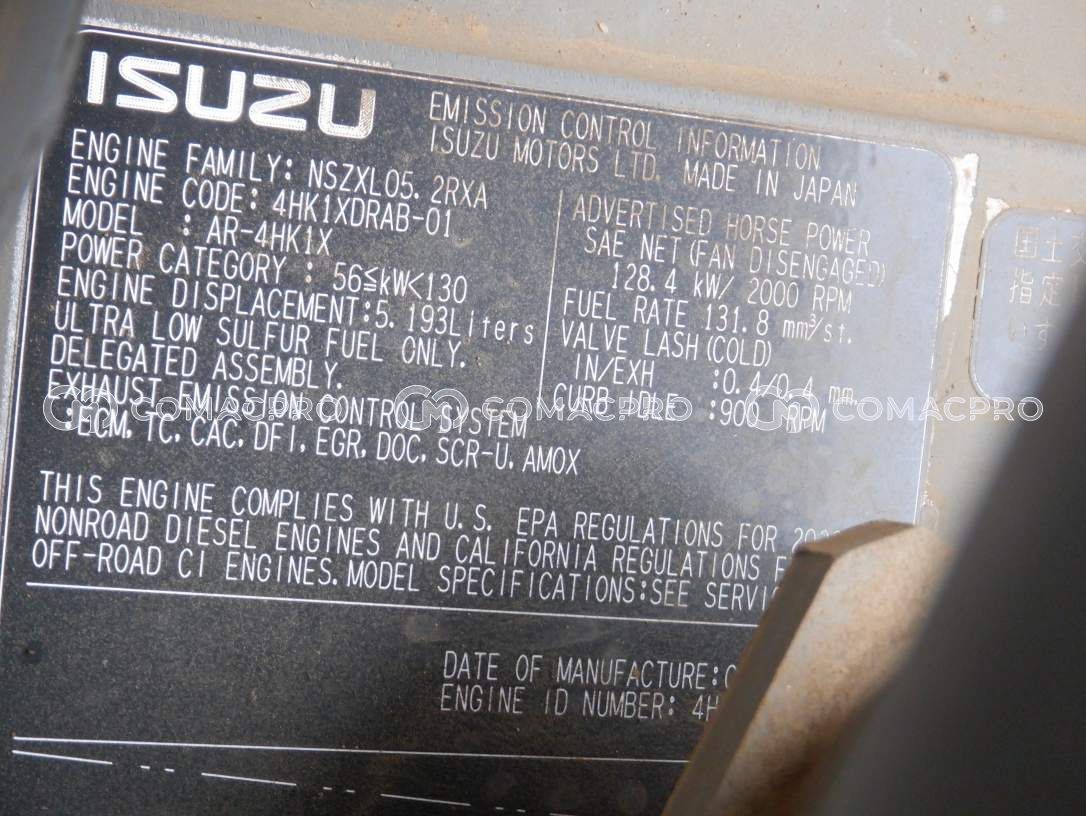 ISUZU
EMISSION CONTROL INFORMATION
ISUZU MOTORS LTD. MADE IN JAPAN
ENGINE FAMILY: NSZXL05. 2RXA
ENGINE CODE: 4HK1XDRAB-01
MODEL : AR-4HK1X
POWER CATEGORY : 56≦kW<130
ENGINE DISPLACEMENT:5. 193Liters
ULTRA LOW SULFUR FUEL ONLY.
DELEGATED ASSEMBLY.
EXHAUST EMISSION CONTROL SYSTEM
:ECM, TC, CAC, DFI, EGR, DOC, SCR-U, AMOX
ADVERTISED HORSE POWER
SAE NET (FAN DISENGAGED)
128. 4 kW/ 2000 RPM
FUEL RATE 131. 8 mm³/st.
VALVE LASH (COLD)
IN/EXH :0. 4/0. 4 mm.
CURB IDLE :900 RPM
THIS ENGINE COMPLIES WITH U. S. EPA REGULATIONS FOR
NONROAD DIESEL ENGINES AND CALIFORNIA REGULATIONS
OFF-ROAD CI ENGINES. MODEL SPECIFICATIONS:SEE
DATE OF MANUFACTURE:
ENGINE ID NUMBER:
国土
指定
いす
COMACPRO COMACPRO COMACPRO